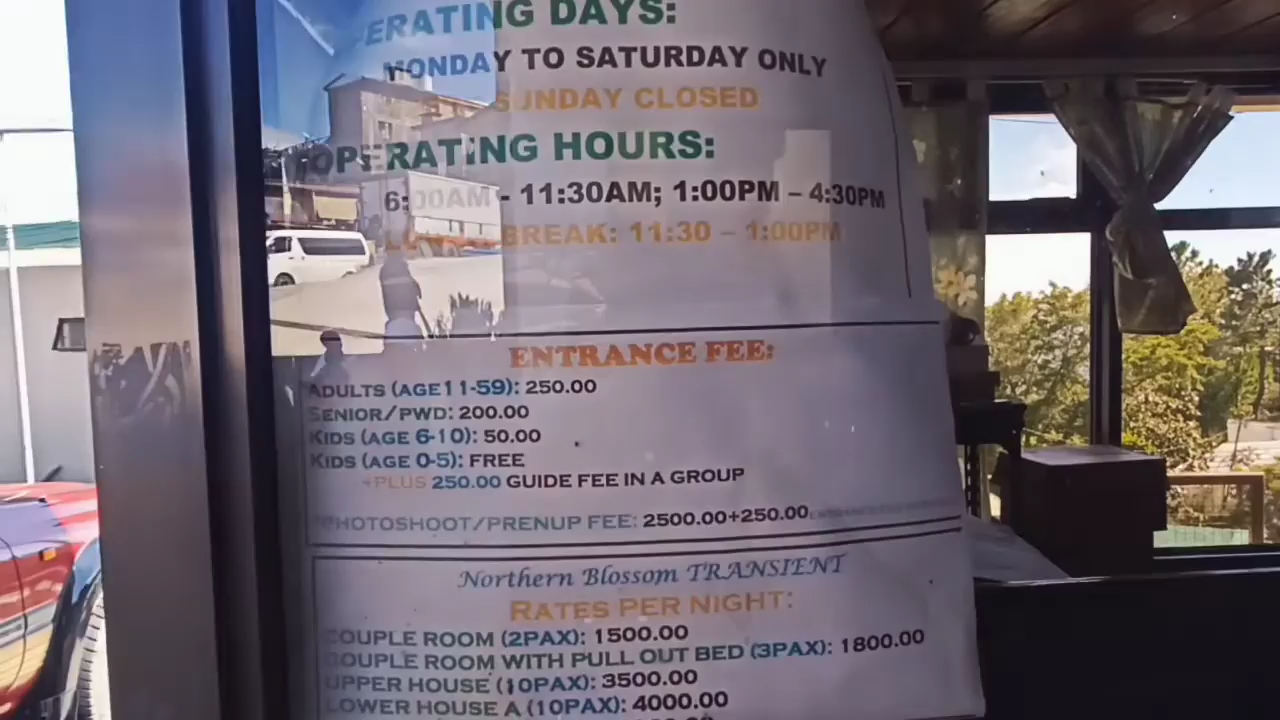 OPERATING DAYS:
MONDAY TO SATURDAY ONLY
SUNDAY CLOSED
OPERATING HOURS:
6:00AM - 11:30AM; 1:00PM – 4:30PM
LUNCH BREAK: 11:30 – 1:00PM
ENTRANCE FEE:
ADULTS (AGE11-59): 250.00
SENIOR/PWD: 200.00
KIDS (AGE 6-10): 50.00
KIDS (AGE 0-5): FREE
+PLUS 250.00 GUIDE FEE IN A GROUP
PHOTOSHOOT/PRENUP FEE: 2500.00+250.00
Northern Blossom TRANSIENT
RATES PER NIGHT:
COUPLE ROOM (2PAX): 1500.00
COUPLE ROOM WITH PULL OUT BED (3PAX): 1800.00
UPPER HOUSE (10PAX): 3500.00
LOWER HOUSE A (10PAX): 4000.00